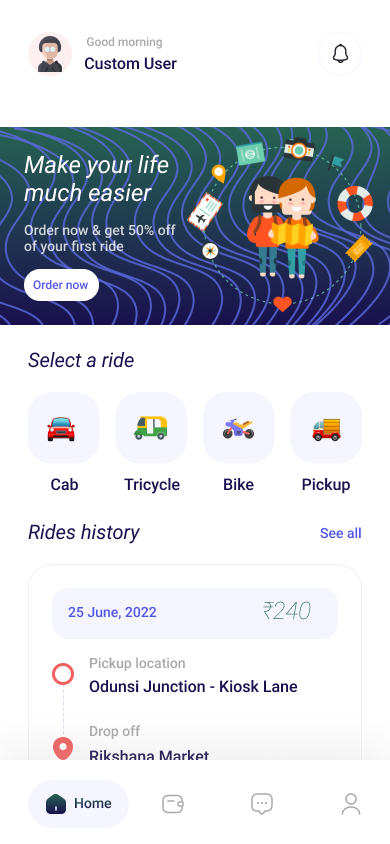 Good morning
Custom User
Make your life
much easier
Order now & get 50% off
of your first ride
Order now
Select a ride
Cab
Tricycle
Bike
Pickup
Rides history
See all
25 June, 2022
₹240
Pickup location
Odunsi Junction - Kiosk Lane
Drop off
Rikshana Market
Home